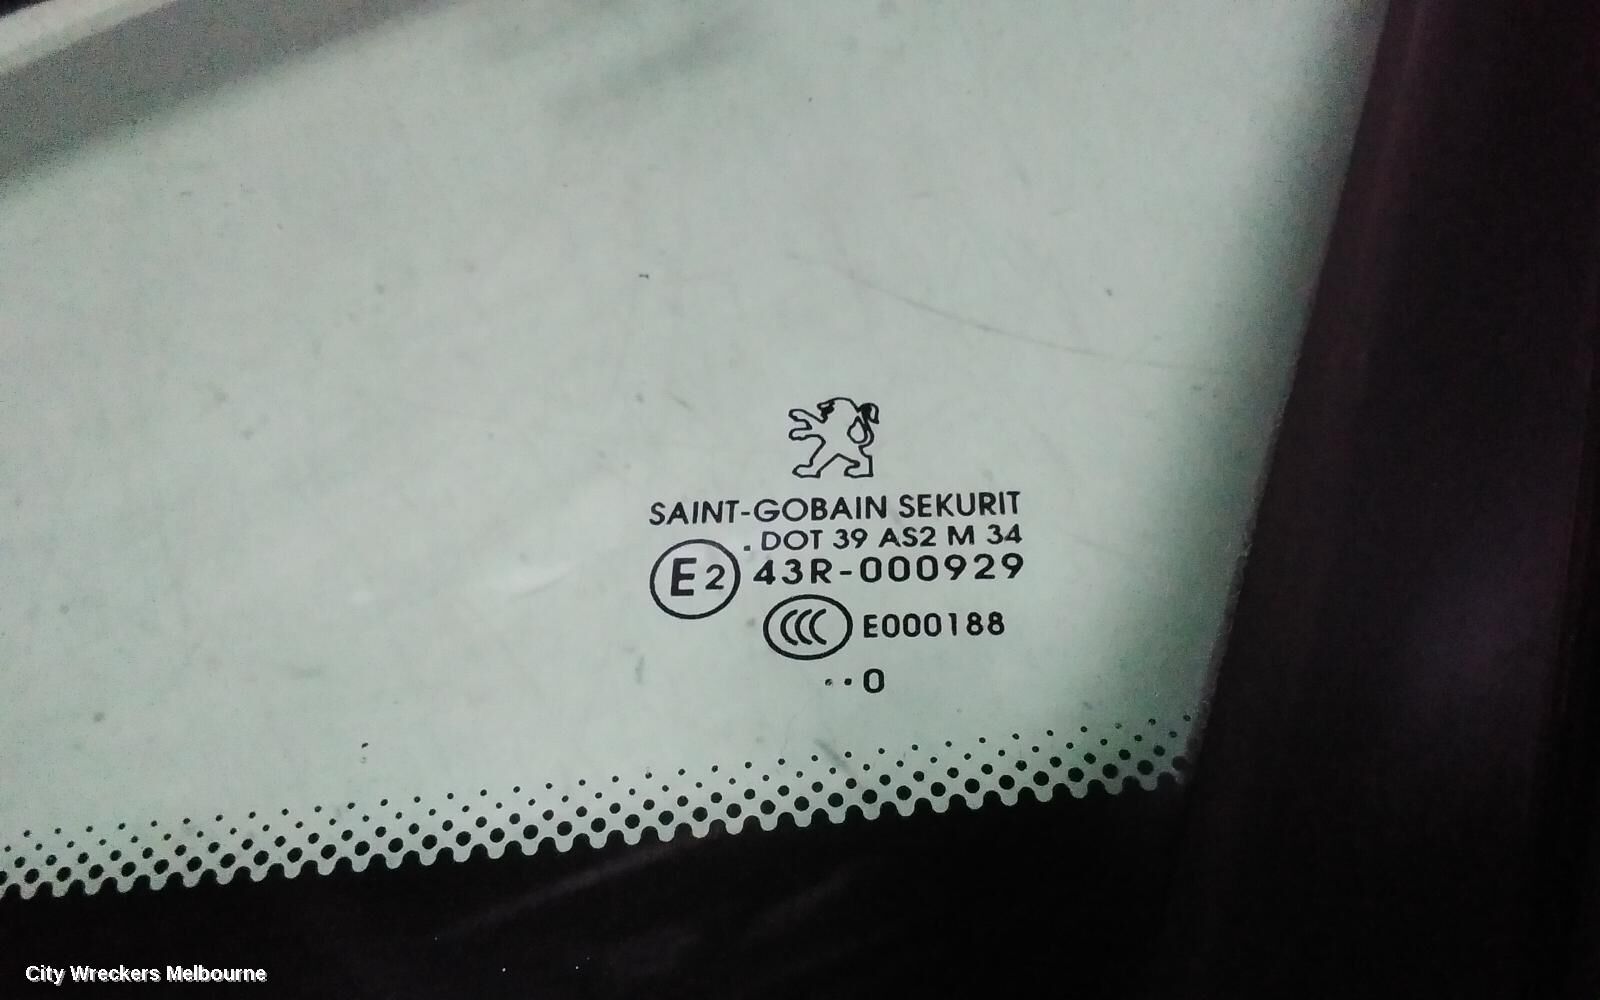 SAINT-GOBAIN SEKURIT
. DOT 39 AS2 M 34
E2 43R-000929
CCC E000188
..0
City Wreckers Melbourne